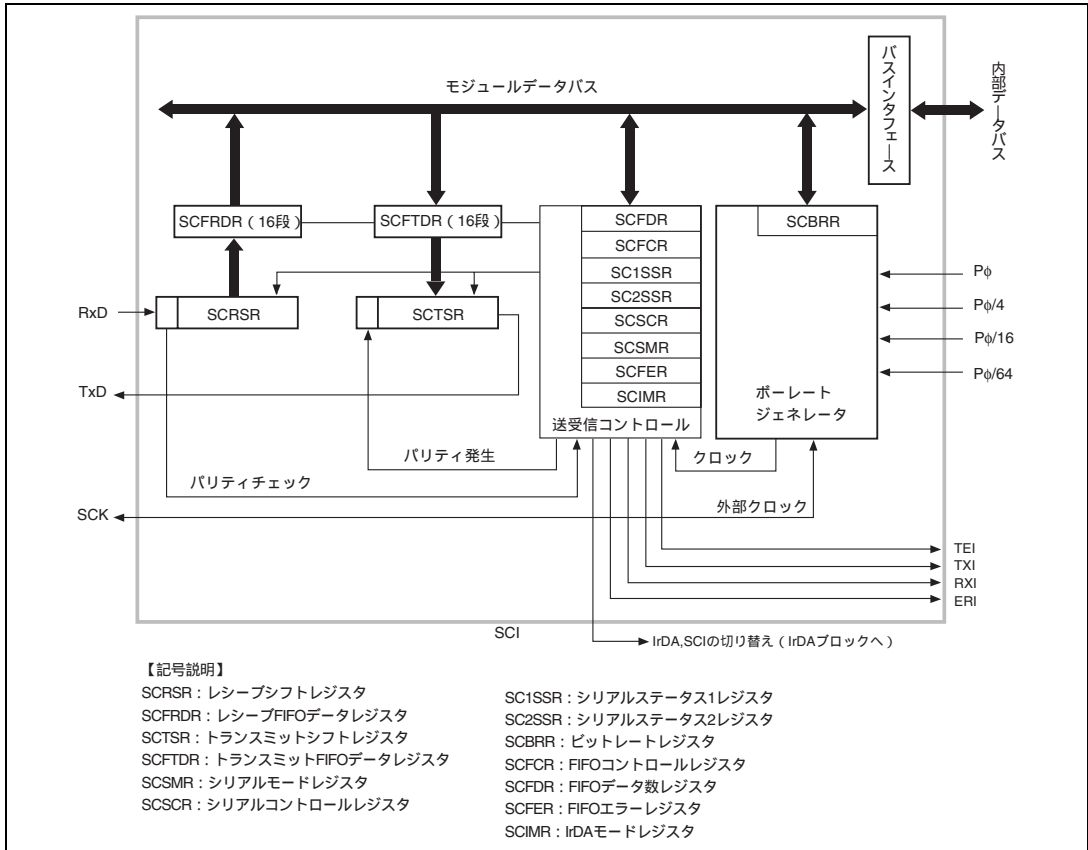 モジュールデータバス
バスインタフェース
内部データバス
SCFRDR（16段）
SCFTDR（16段）
SCFDR
SCFCR
SC1SSR
SC2SSR
SCSCR
SCSMR
SCFER
SCIMR
送受信コントロール
SCBRR
ボーレート
ジェネレータ
Pφ
Pφ/4
Pφ/16
Pφ/64
RxD
SCRSR
SCTSR
TxD
パリティ発生
パリティチェック
クロック
SCK
外部クロック
TEI
TXI
RXI
ERI
SCI
IrDA,SCIの切り替え（IrDAブロックへ）
【記号説明】
SCRSR：レシーブシフトレジスタ
SCFRDR：レシーブFIFOデータレジスタ
SCTSR：トランスミットシフトレジスタ
SCFTDR：トランスミットFIFOデータレジスタ
SCSMR：シリアルモードレジスタ
SCSCR：シリアルコントロールレジスタ
SC1SSR：シリアルステータス1レジスタ
SC2SSR：シリアルステータス2レジスタ
SCBRR：ビットレートレジスタ
SCFCR：FIFOコントロールレジスタ
SCFDR：FIFOデータ数レジスタ
SCFER：FIFOエラーレジスタ
SCIMR：IrDAモードレジスタ